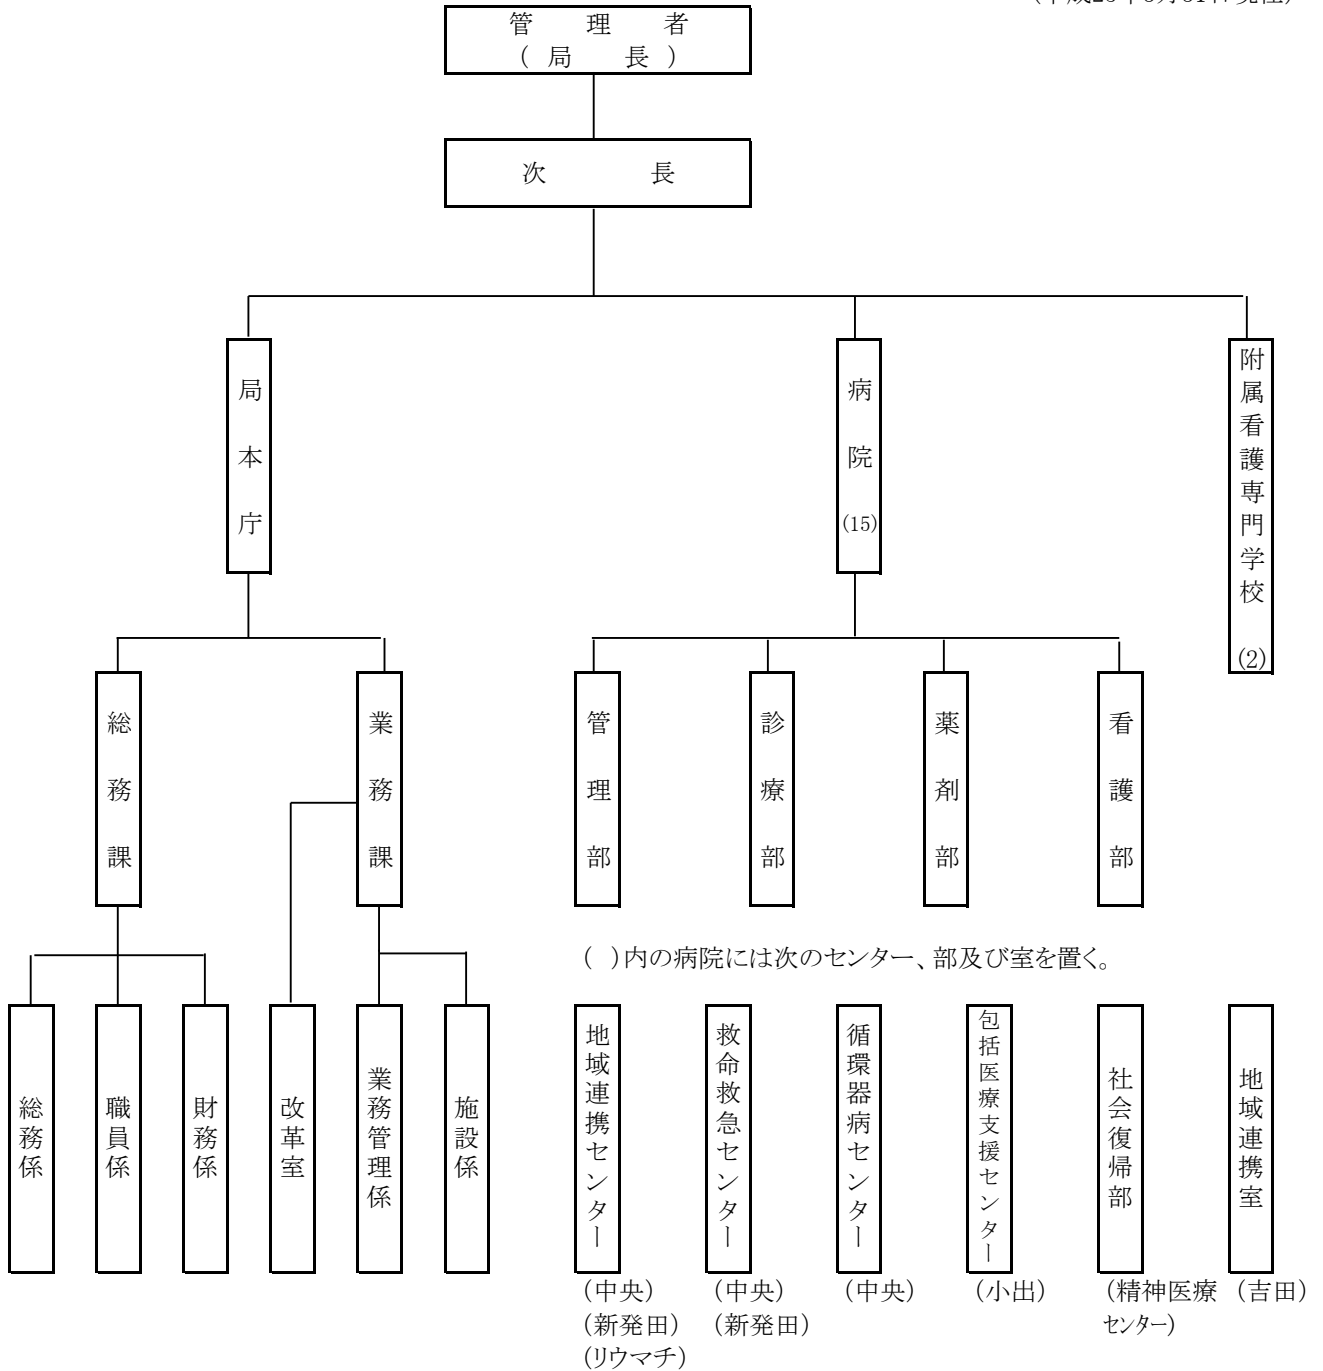 管理者
(局長)
次長
局本庁
病院(15)
附属看護専門学校(2)
総務課
業務課
管理部
診療部
薬剤部
看護部
( )内の病院には次のセンター、部及び室を置く。
総務係
職員係
財務係
改革室
業務管理係
施設係
地域連携センター
救命救急センター
循環器病センター
包括医療支援センター
社会復帰部
地域連携室
(中央)
(新発田)
(リウマチ)
(中央)
(新発田)
(中央)
(小出)
(精神医療
センター)
(吉田)